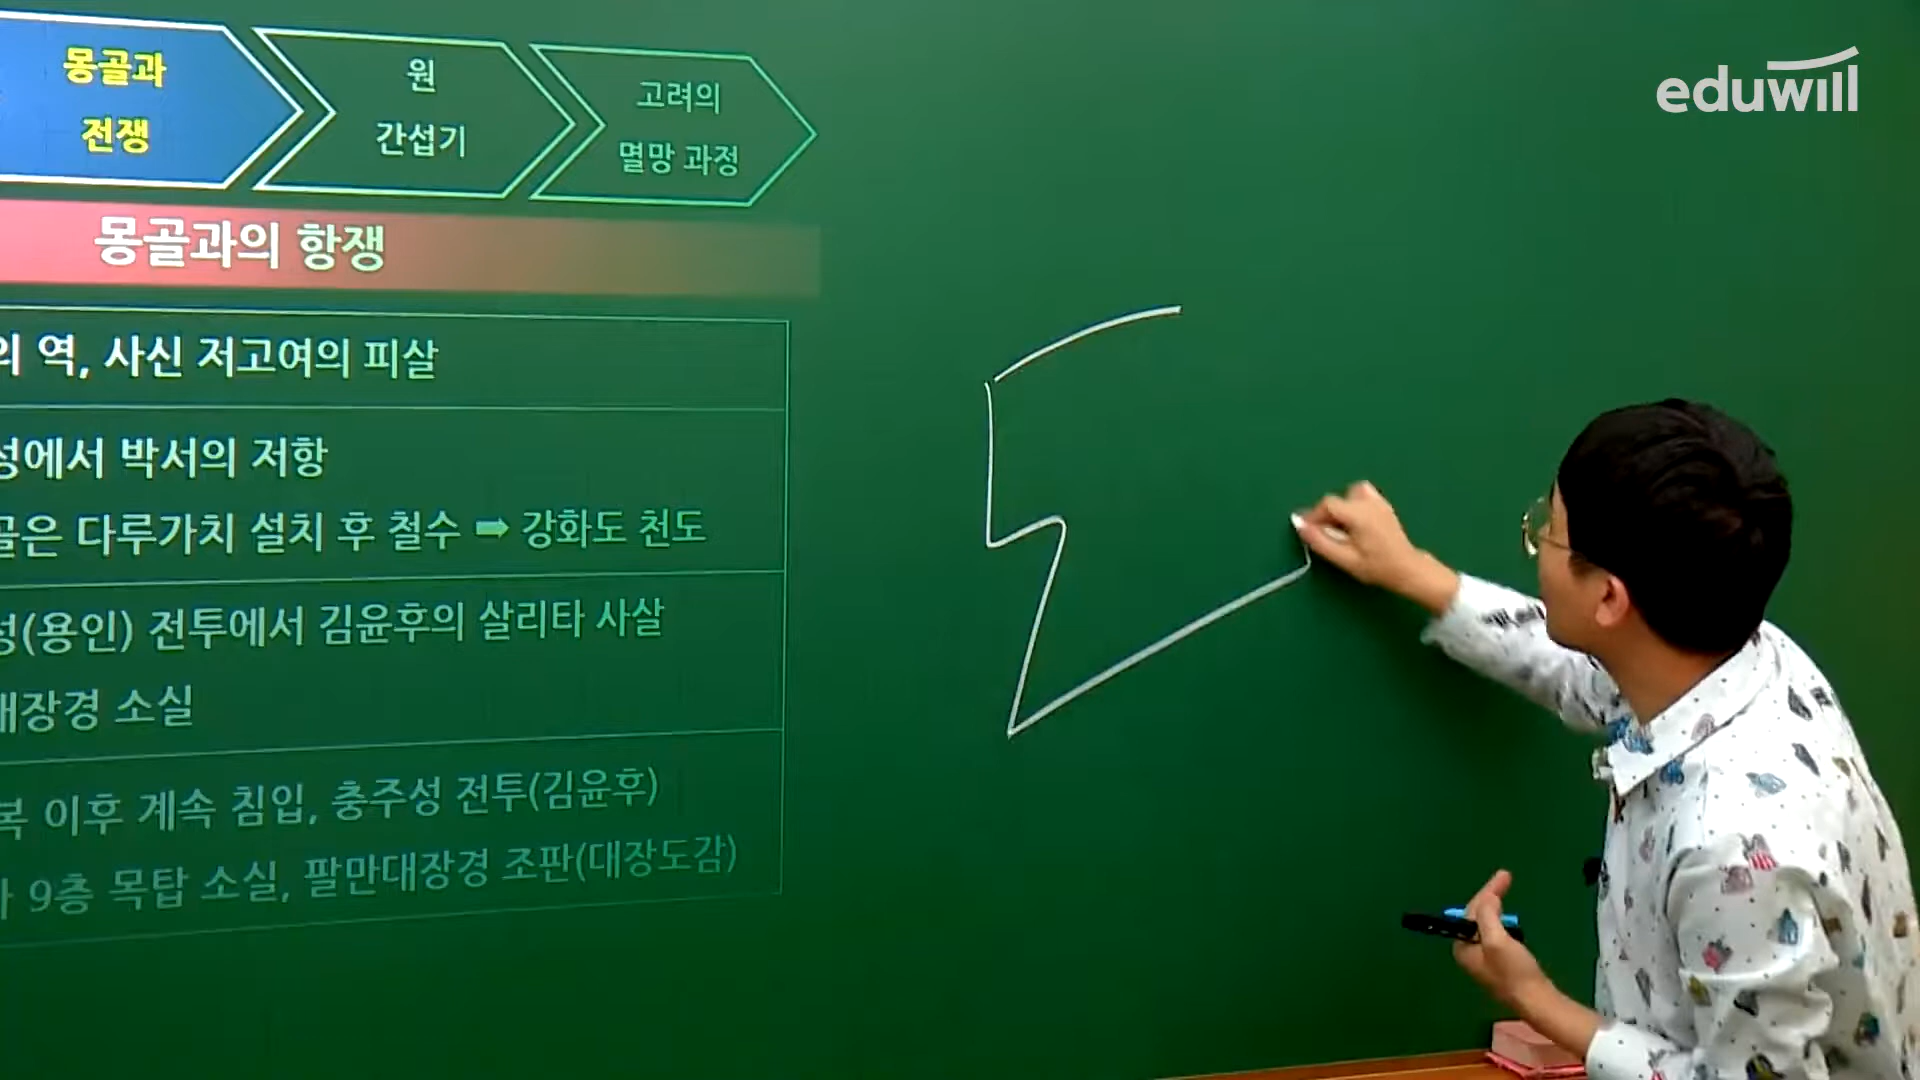 몽골과
전쟁
원
간섭기
고려의
멸망 과정
eduwill
몽골과의 항쟁
의 역, 사신 저고여의 피살
성에서 박서의 저항
골은 다루가치 설치 후 철수 ➡ 강화도 천도
성(용인) 전투에서 김윤후의 살리타 사살
대장경 소실
복 이후 계속 침입, 충주성 전투(김윤후)
사 9층 목탑 소실, 팔만대장경 조판(대장도감)